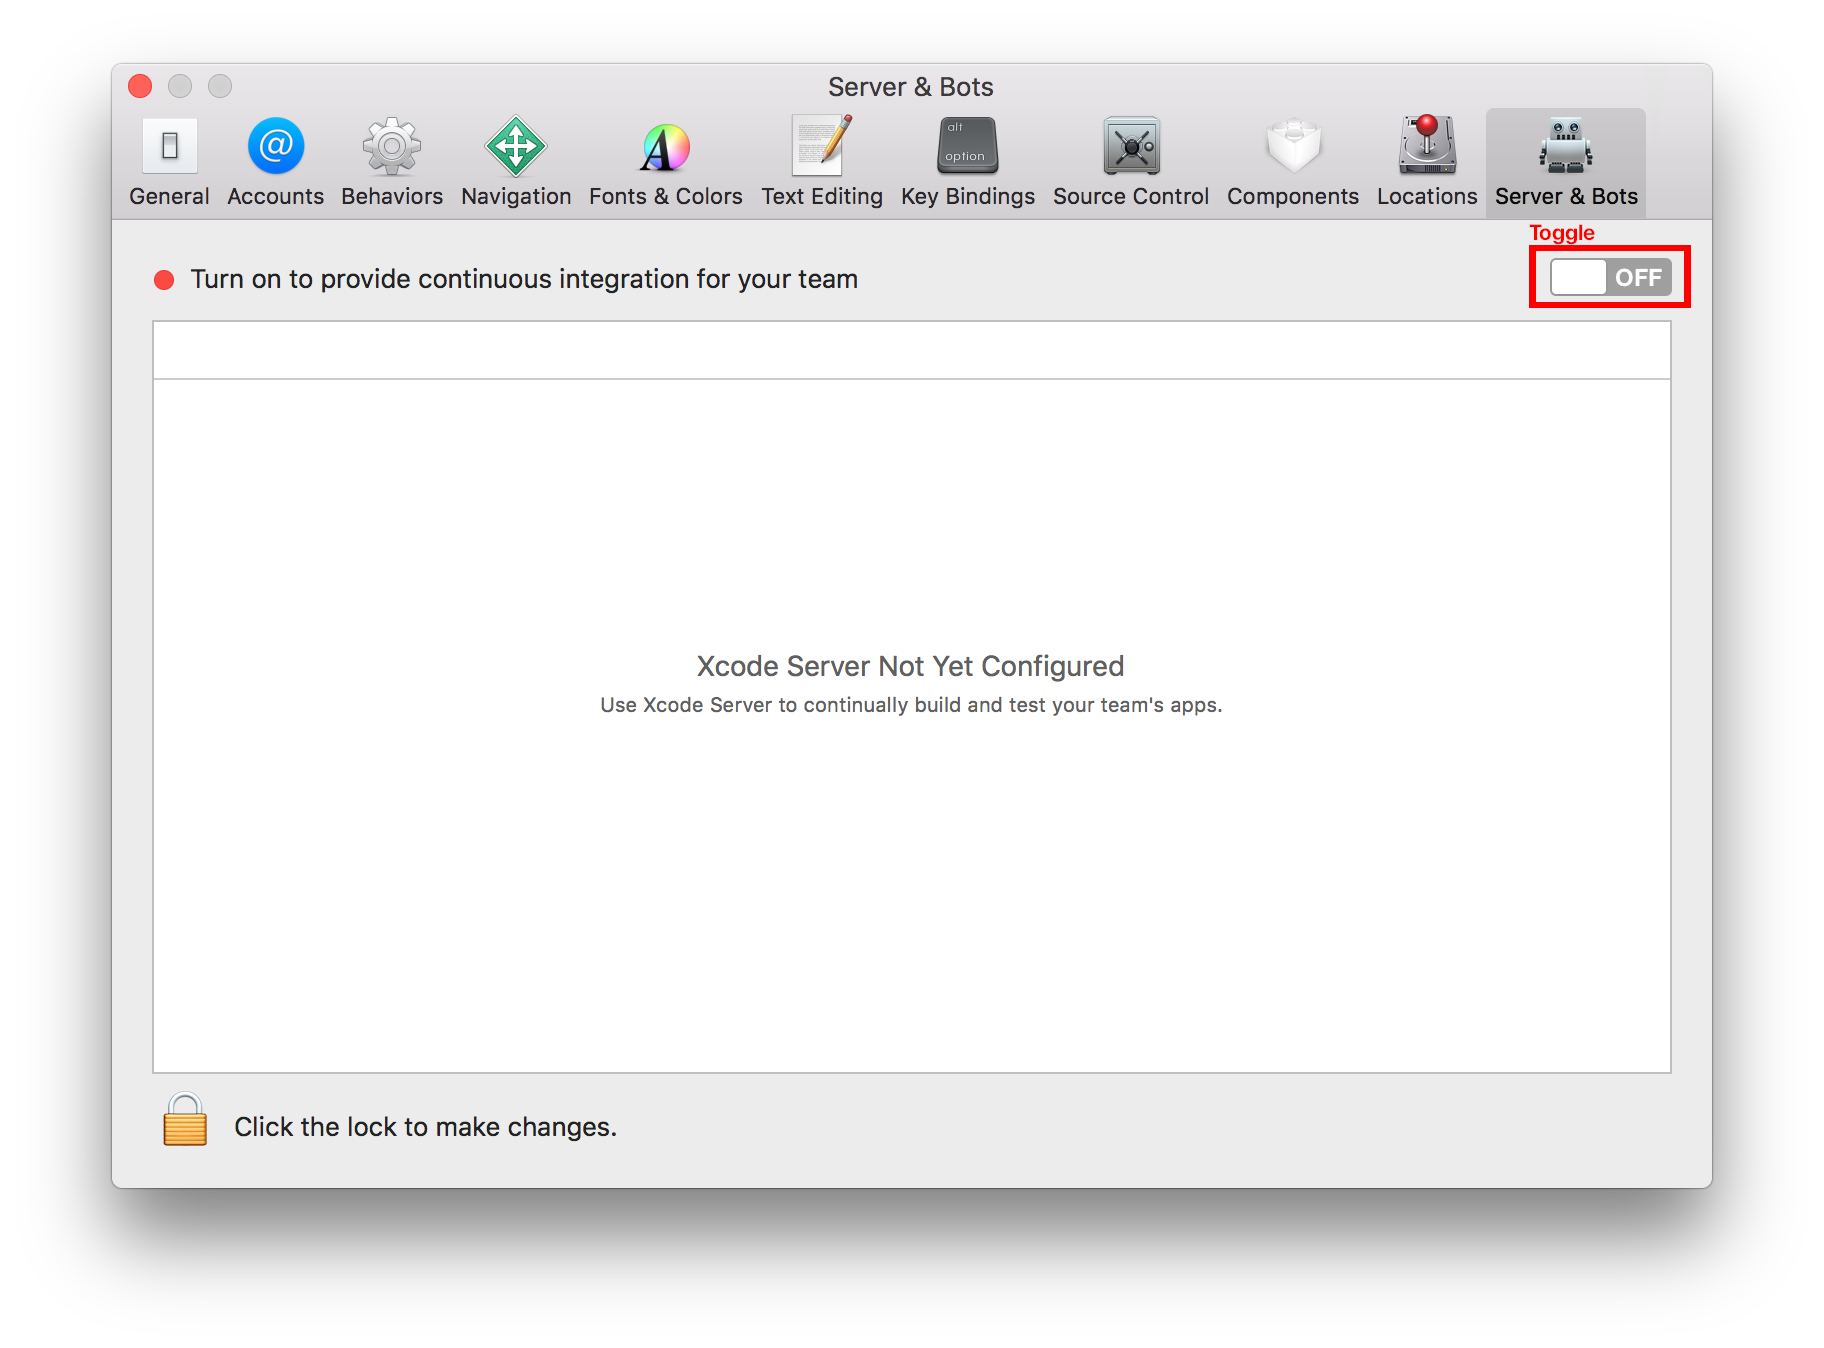 Server & Bots
alt
option
General Accounts Behaviors Navigation Fonts & Colors Text Editing Key Bindings Source Control Components Locations Server & Bots
Toggle
Turn on to provide continuous integration for your team
OFF
Xcode Server Not Yet Configured
Use Xcode Server to continually build and test your team's apps.
Click the lock to make changes.